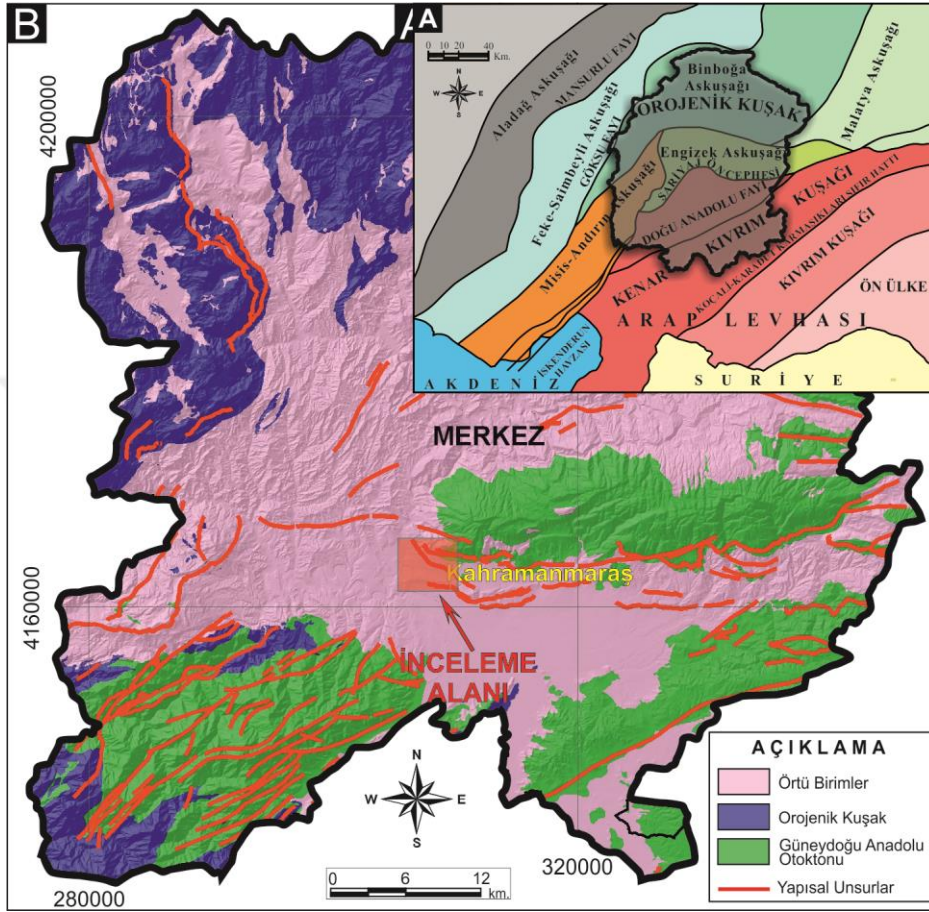 B
A
A
0 10 20 40
Km.
N
W E
S
Aladağ Askuşağı
MANSURLU FAYI
Feke-Saimbeyli Askuşağı
GÖKSU FAYI
Binboğa
Askuşağı
OROJENİK KUŞAK
Malatya Askuşağı
Engizek Askuşağı
CEPHESİ
Misis-Andırın Askuşağı
DOĞU ANADOLU FAYI
KENAR KIVRIM KUŞAĞI
KIVRIM KUŞAĞI
ÖN ÜLKE
ARAP LEVHASI
İSKENDERUN
HAVZASI
AKDENİZ
SURİYE
4200000
MERKEZ
Kahramanmaraş
4160000
İNCELEME
ALANI
N
W E
S
0 3 6 12
km.
280000
320000
AÇIKLAMA
Örtü Birimler
Orojenik Kuşak
Güneydoğu Anadolu
Otoktonu
Yapısal Unsurlar